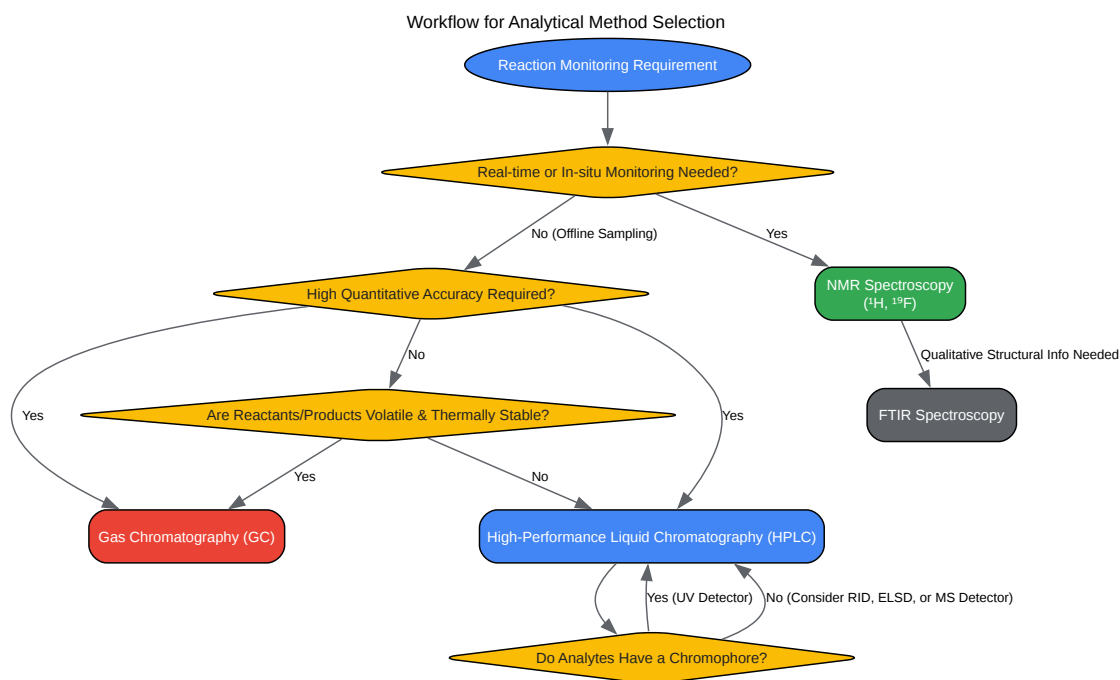 Workflow for Analytical Method Selection
Reaction Monitoring Requirement
Real-time or In-situ Monitoring Needed?
No (Offline Sampling)
Yes
High Quantitative Accuracy Required?
NMR Spectroscopy
(¹H, ¹⁹F)
No
Qualitative Structural Info Needed
Yes
Are Reactants/Products Volatile & Thermally Stable?
Yes
FTIR Spectroscopy
Yes
No
Gas Chromatography (GC)
High-Performance Liquid Chromatography (HPLC)
Yes (UV Detector)
No (Consider RID, ELSD, or MS Detector)
Do Analytes Have a Chromophore?